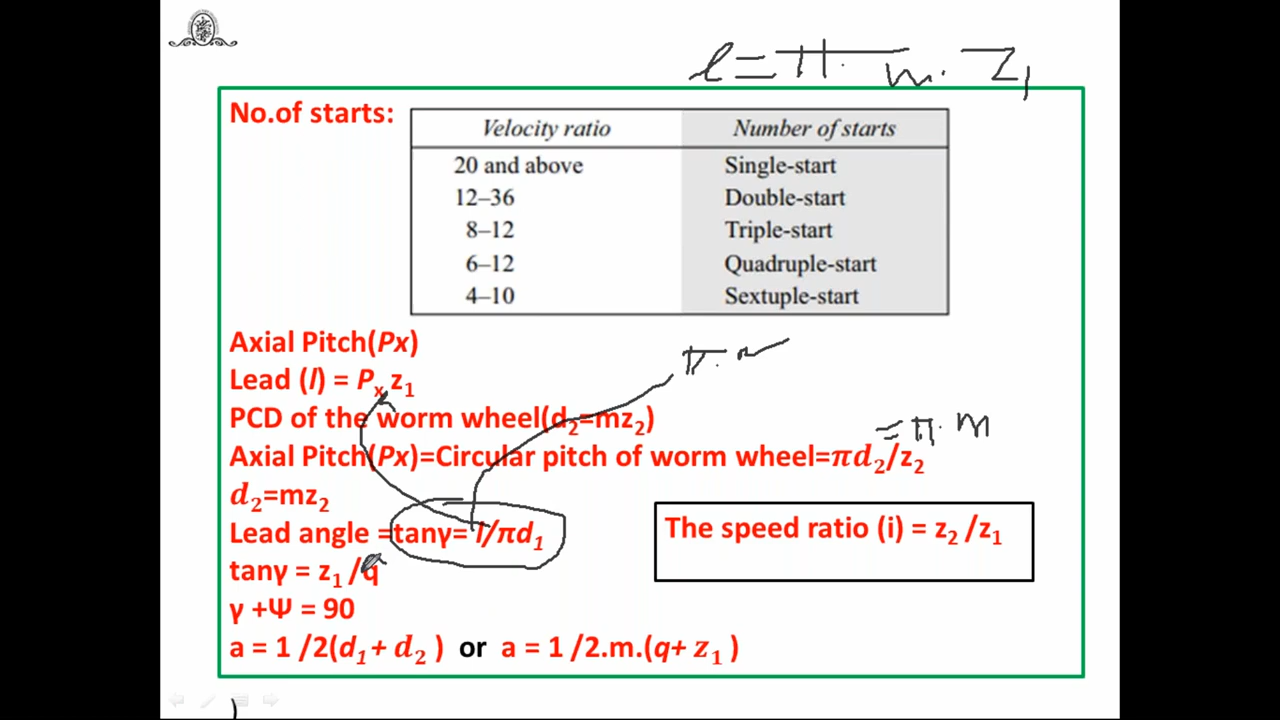 l = π. m. z₁
No.of starts:
Velocity ratio Number of starts
20 and above Single-start
12–36 Double-start
8–12 Triple-start
6–12 Quadruple-start
4–10 Sextuple-start
Axial Pitch(Px)
π. m
Lead (l) = Pₓ z₁
PCD of the worm wheel(d₂=mz₂)
= π. m
Axial Pitch(Px)=Circular pitch of worm wheel=πd₂/z₂
d₂=mz₂
Lead angle =tanγ= l/πd₁
The speed ratio (i) = z₂ /z₁
tanγ = z₁ /q
γ +Ψ = 90
a = 1 /2(d₁+ d₂ ) or a = 1 /2.m.(q+ z₁ )